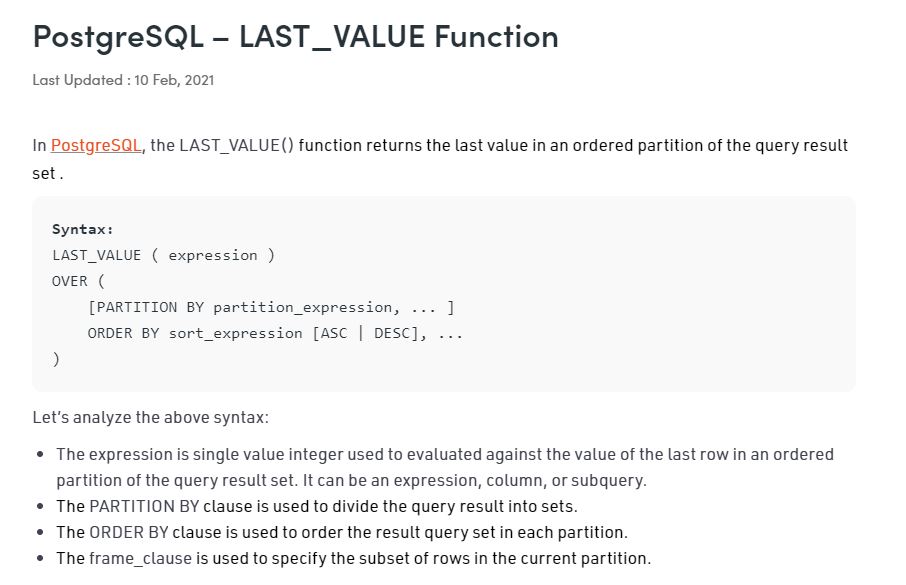 PostgreSQL – LAST_VALUE Function
Last Updated : 10 Feb, 2021
In PostgreSQL, the LAST_VALUE() function returns the last value in an ordered partition of the query result
set .
Syntax:
LAST_VALUE ( expression )
OVER (
    [PARTITION BY partition_expression, ... ]
    ORDER BY sort_expression [ASC | DESC], ...
)
Let's analyze the above syntax:
• The expression is single value integer used to evaluated against the value of the last row in an ordered
partition of the query result set. It can be an expression, column, or subquery.
• The PARTITION BY clause is used to divide the query result into sets.
• The ORDER BY clause is used to order the result query set in each partition.
• The frame_clause is used to specify the subset of rows in the current partition.